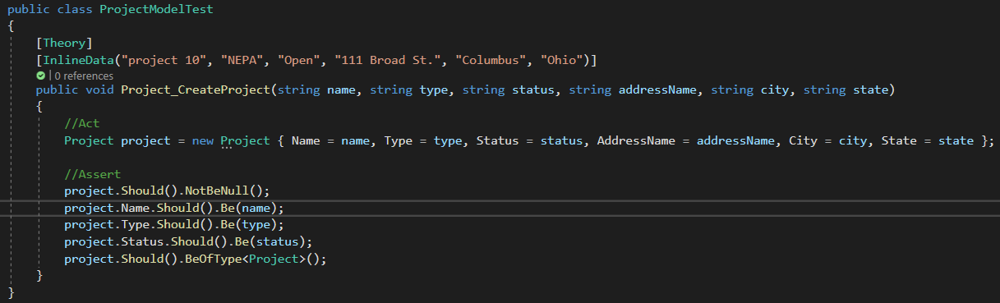 public class ProjectModelTest
{
[Theory]
[InlineData("project 10", "NEPA", "Open", "111 Broad St.", "Columbus", "Ohio")]
| 0 references
public void Project_CreateProject(string name, string type, string status, string addressName, string city, string state)
{
//Act
Project project = new Project { Name = name, Type = type, Status = status, AddressName = addressName, City = city, State = state };
//Assert
project.Should().NotBeNull();
project.Name.Should().Be(name);
project.Type.Should().Be(type);
project.Status.Should().Be(status);
project.Should().BeOfType<Project>();
}
}